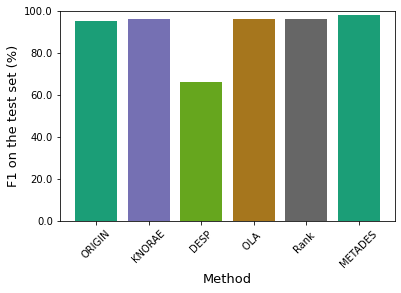 100.0
80.0
60.0
40.0
20.0
0.0
F1 on the test set (%)
ORIGIN
KNORAE
DESP
OLA
Rank
METADES
Method